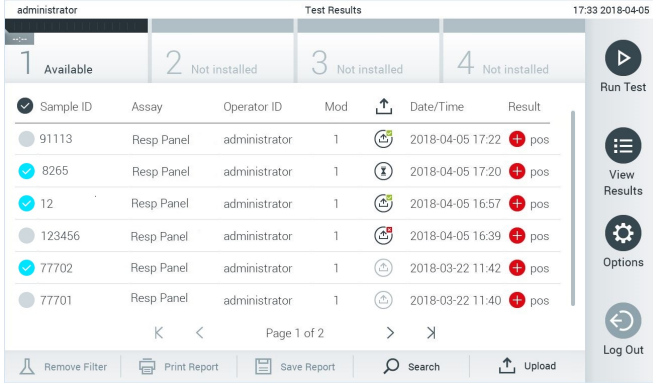 administrator Test Results 17:33 2018-04-05
--:--
1 Available 2 Not installed 3 Not installed 4 Not installed
Run Test
Sample ID Assay Operator ID Mod Date/Time Result
91113 Resp Panel administrator 1 2018-04-05 17:22 pos
8265 Resp Panel administrator 1 2018-04-05 17:20 pos
View
Results
12 Resp Panel administrator 1 2018-04-05 16:57 pos
123456 Resp Panel administrator 1 2018-04-05 16:39 pos
Options
77702 Resp Panel administrator 1 2018-03-22 11:42 pos
77701 Resp Panel administrator 1 2018-03-22 11:40 pos
Page 1 of 2
Log Out
Remove Filter Print Report Save Report Search Upload